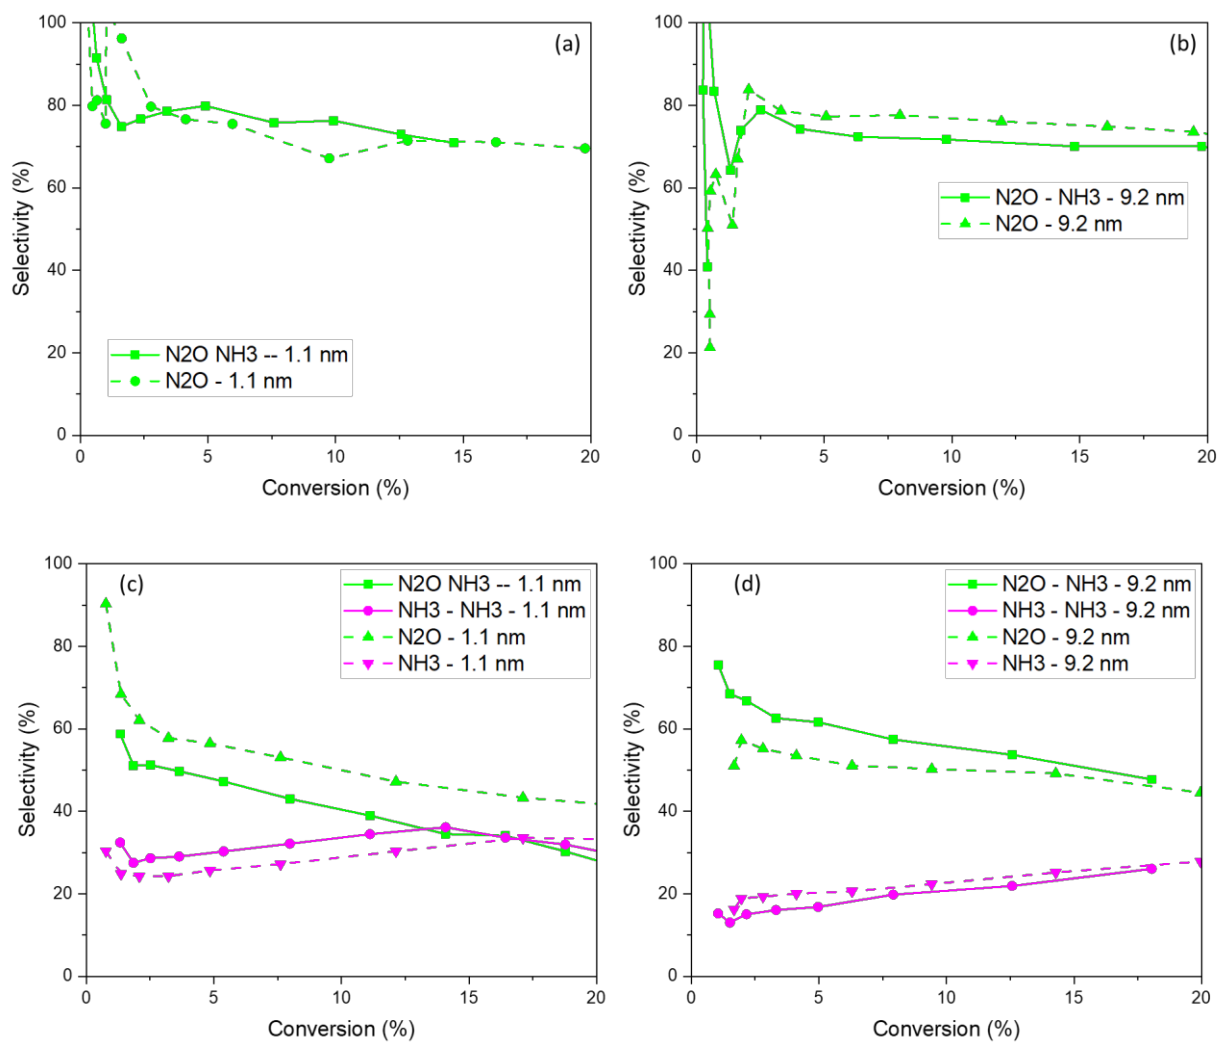 100
80
60
40
20
0
Selectivity (%)
(a)
N2O NH3 -- 1.1 nm
N2O - 1.1 nm
0 5 10 15 20
Conversion (%)
100
80
60
40
20
0
Selectivity (%)
(b)
N2O - NH3 - 9.2 nm
N2O - 9.2 nm
0 5 10 15 20
Conversion (%)
100
80
60
40
20
0
Selectivity (%)
(c)
N2O NH3 -- 1.1 nm
NH3 - NH3 - 1.1 nm
N2O - 1.1 nm
NH3 - 1.1 nm
0 5 10 15 20
Conversion (%)
100
80
60
40
20
0
Selectivity (%)
(d)
N2O - NH3 - 9.2 nm
NH3 - NH3 - 9.2 nm
N2O - 9.2 nm
NH3 - 9.2 nm
0 5 10 15 20
Conversion (%)